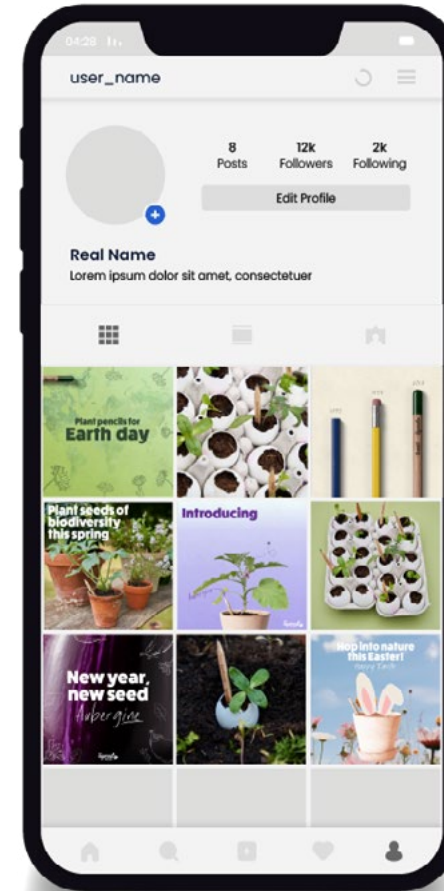 04:28
user_name
8
12k
2k
Posts
Followers
Following
Edit Profile
Real Name
Lorem ipsum dolor sit amet, consectetuer
Plant pencils for
Earth day
Plant seeds of
biodiversity
this spring
Introducing
New year,
new seed
Aubergine
Hop into nature
this Easter!